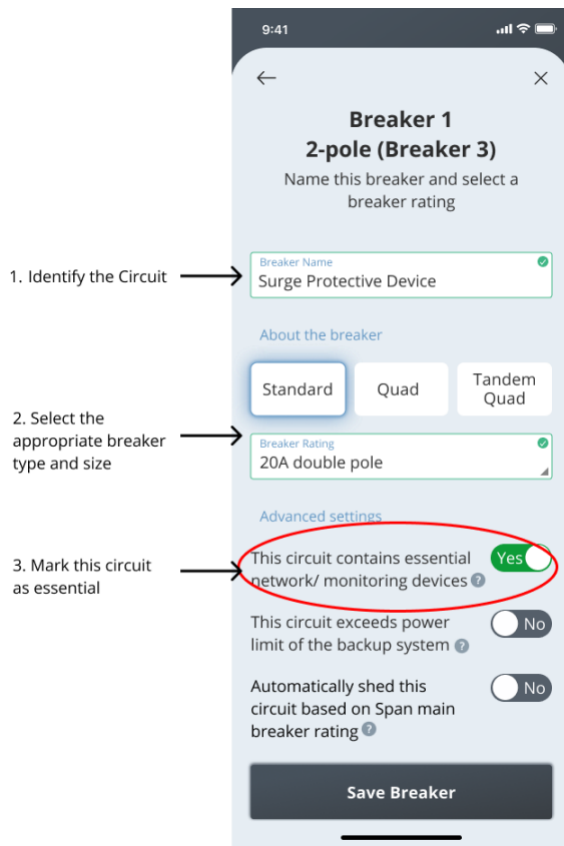 9:41
Breaker 1
2-pole (Breaker 3)
Name this breaker and select a
breaker rating
1. Identify the Circuit
Breaker Name
Surge Protective Device
About the breaker
Standard
Quad
Tandem
Quad
2. Select the
appropriate breaker
type and size
Breaker Rating
20A double pole
Advanced settings
3. Mark this circuit
as essential
This circuit contains essential
network/ monitoring devices ?
Yes
This circuit exceeds power
limit of the backup system ?
No
Automatically shed this
circuit based on Span main
breaker rating ?
No
Save Breaker